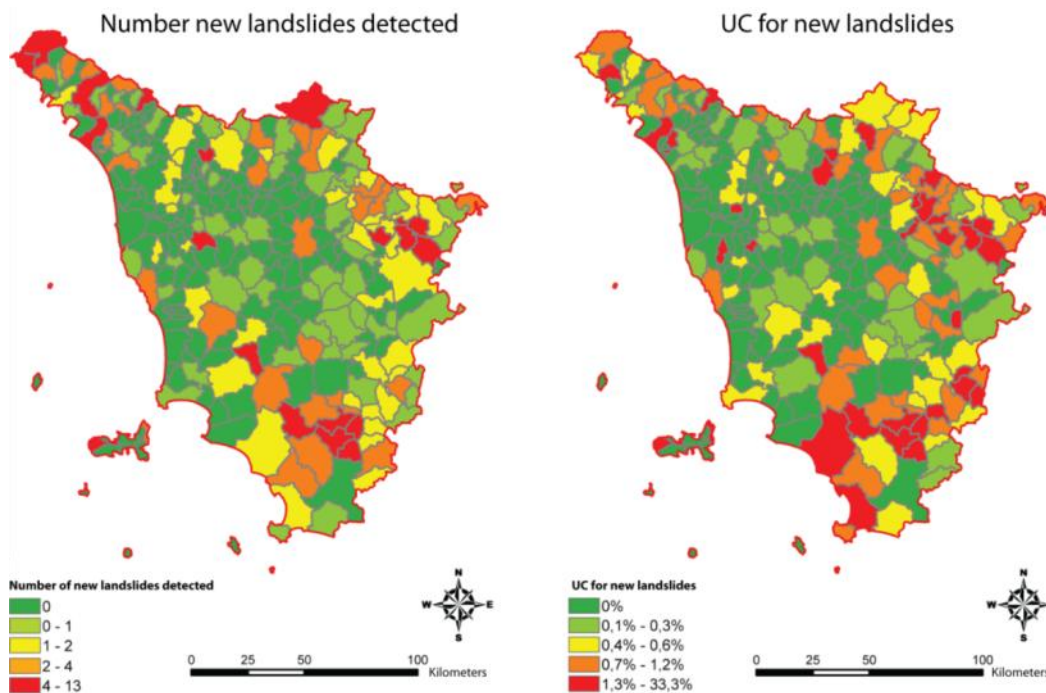 Number new landslides detected
UC for new landslides
Number of new landslides detected
0
0 - 1
1 - 2
2 - 4
4 - 13
N
W E
S
0 25 50 100
Kilometers
UC for new landslides
0%
0,1% - 0,3%
0,4% - 0,6%
0,7% - 1,2%
1,3% - 33,3%
N
W E
S
0 25 50 100
Kilometers